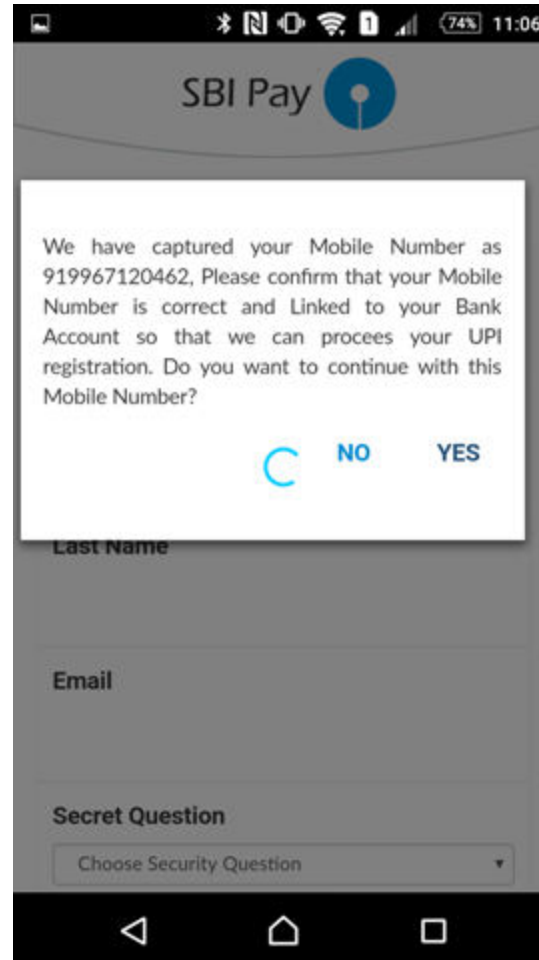 1 74% 11:06
SBI Pay
We have captured your Mobile Number as
919967120462, Please confirm that your Mobile
Number is correct and Linked to your Bank
Account so that we can procees your UPI
registration. Do you want to continue with this
Mobile Number?
NO YES
Last Name
Email
Secret Question
Choose Security Question